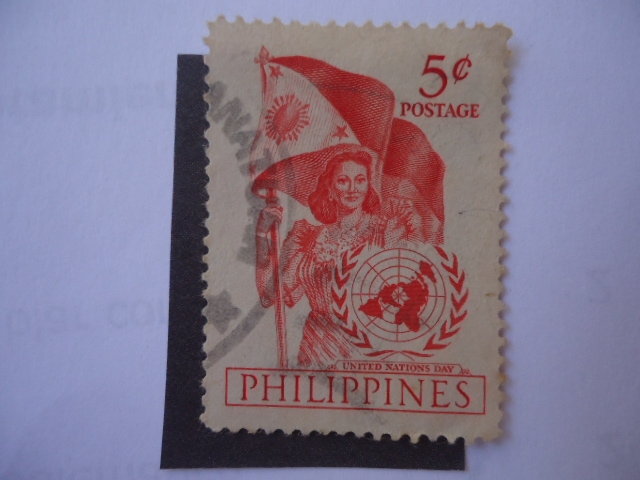 5¢
POSTAGE
UNITED NATIONS DAY
PHILIPPINES